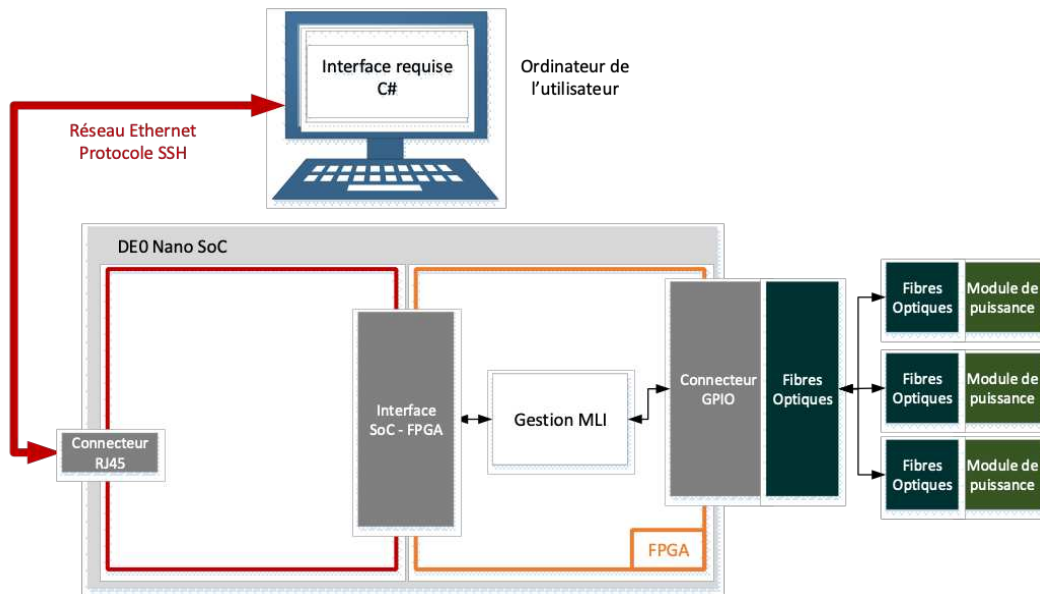 Interface requise
C#
Ordinateur de
l'utilisateur
Réseau Ethernet
Protocole SSH
DE0 Nano SoC
Connecteur
RJ45
Interface
SoC - FPGA
Gestion MLI
Connecteur
GPIO
Fibres
Optiques
Fibres
Optiques
Module de
puissance
Fibres
Optiques
Module de
puissance
Fibres
Optiques
Module de
puissance
FPGA